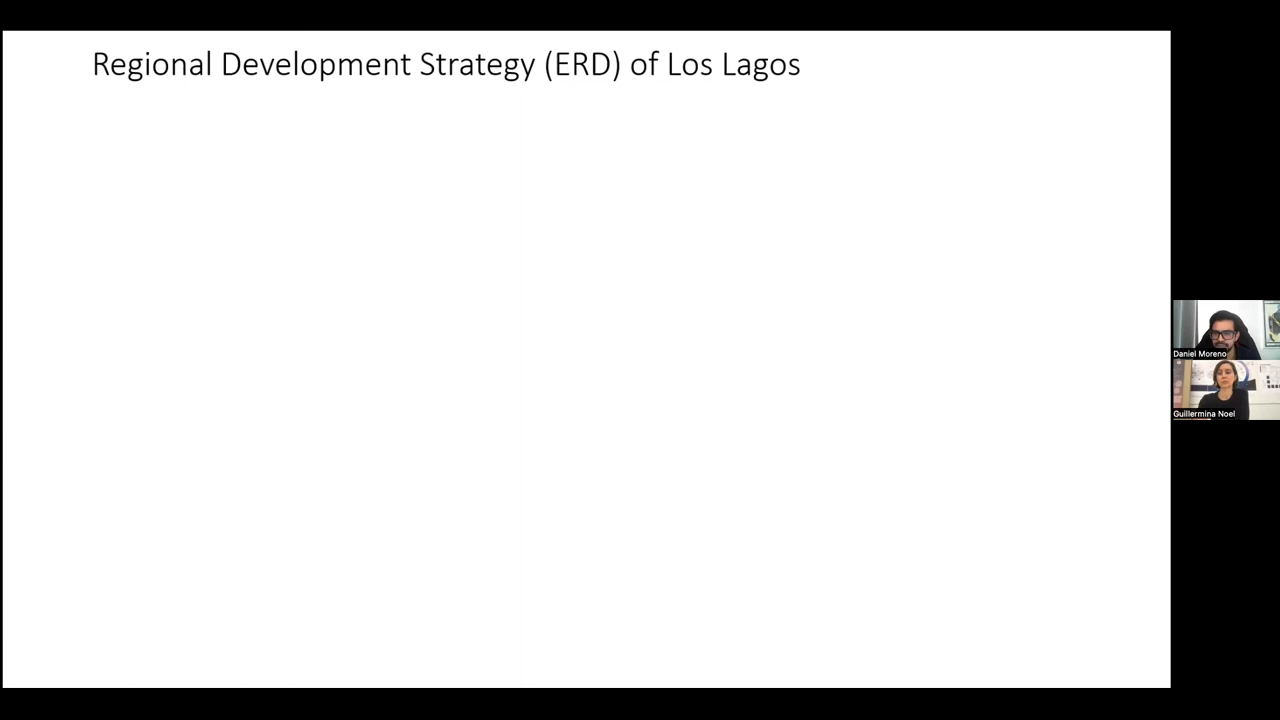 Regional Development Strategy (ERD) of Los Lagos
Daniel Moreno
Guillermina Noel